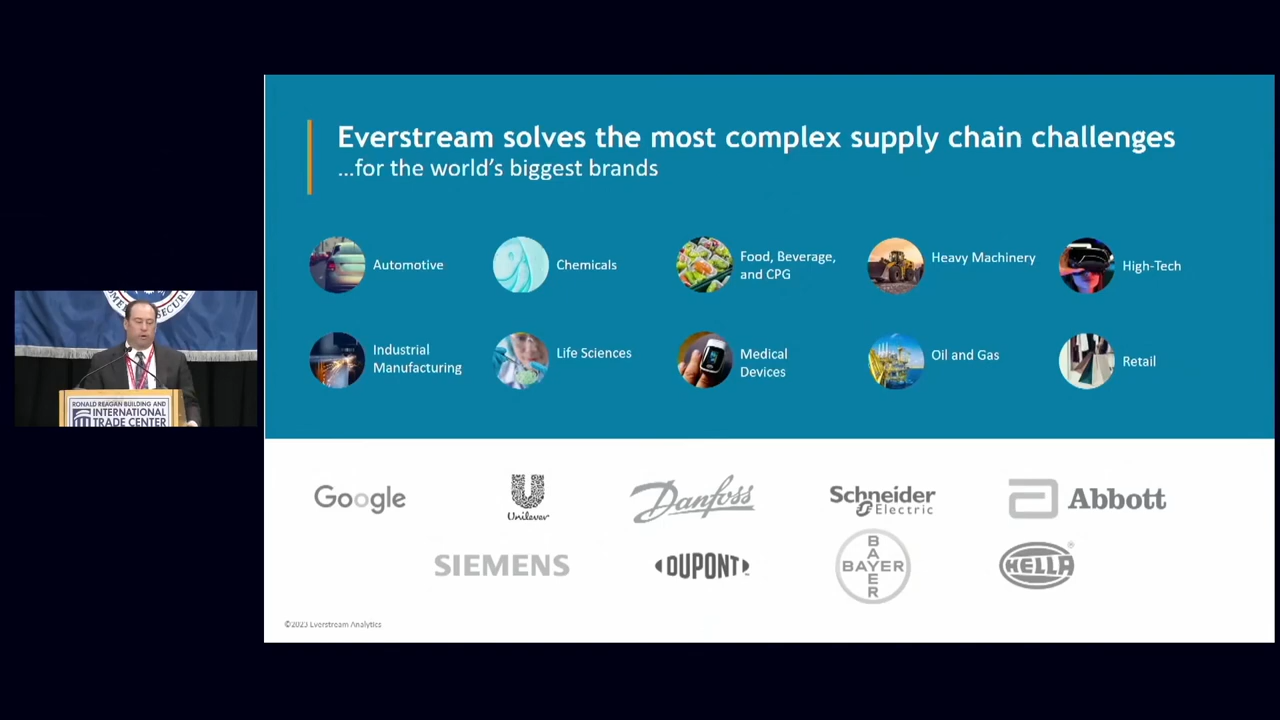 Everstream solves the most complex supply chain challenges
...for the world's biggest brands
Automotive
Chemicals
Food, Beverage,
and CPG
Heavy Machinery
High-Tech
Industrial
Manufacturing
Life Sciences
Medical
Devices
Oil and Gas
Retail
Google
Unilever
Danfoss
Schneider
Electric
Abbott
SIEMENS
DUPONT
BAYER
BAYER
HELLA
©2023 Everstream Analytics
RONALD REAGAN BUILDING AND
INTERNATIONAL
TRADE CENTER